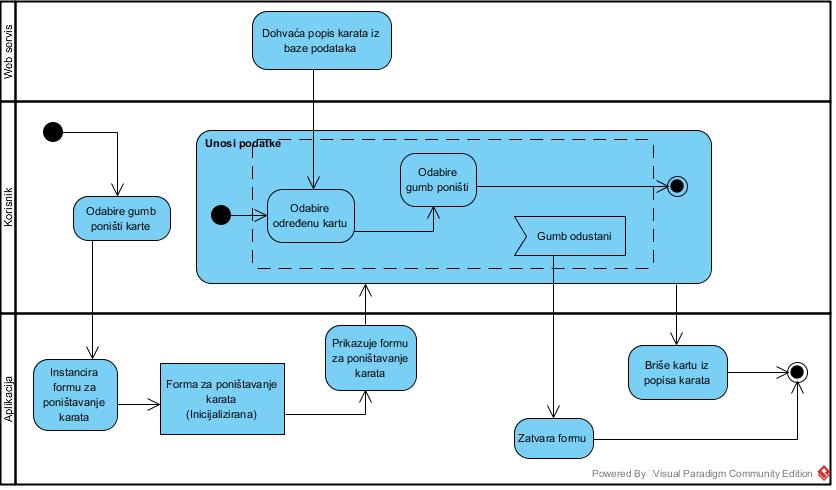 Web servis
Dohvaća popis karata iz
baze podataka
Korisnik
Odabire gumb
poništi karte
Unosi podatke
Odabire
određenu kartu
Odabire
gumb poništi
Gumb odustani
Aplikacija
Instancira
formu za
poništavanje
karata
Forma za poništavanje
karata
(Inicijalizirana)
Prikazuje formu
za poništavanje
karata
Zatvara formu
Briše kartu iz
popisa karata
Powered By Visual Paradigm Community Edition